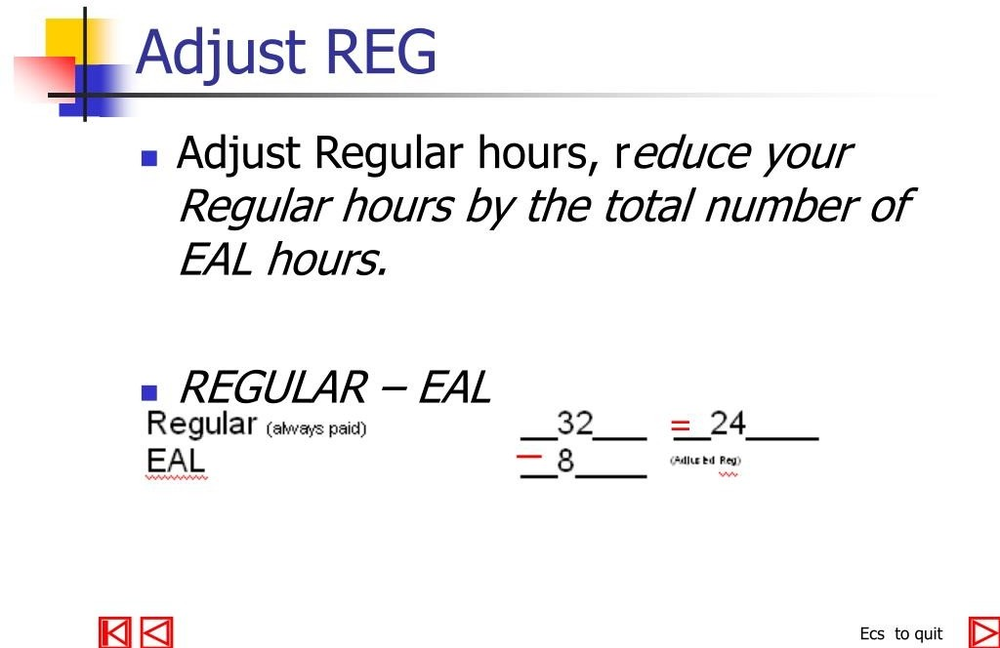 Adjust REG
Adjust Regular hours, reduce your
Regular hours by the total number of
EAL hours.
REGULAR – EAL
Regular (always paid) __32___ = __24____
EAL – __8____ (Adjusted Reg)
Ecs to quit